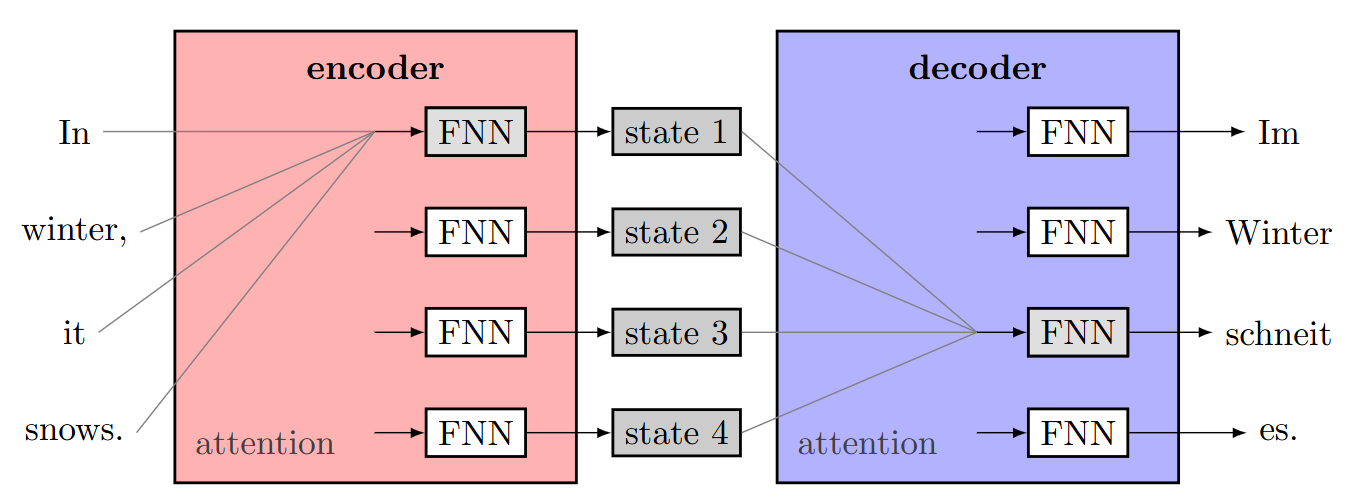 encoder
decoder
In
FNN
state 1
FNN
Im
winter,
FNN
state 2
FNN
Winter
it
FNN
state 3
FNN
schneit
snows.
attention
FNN
state 4
attention
FNN
es.